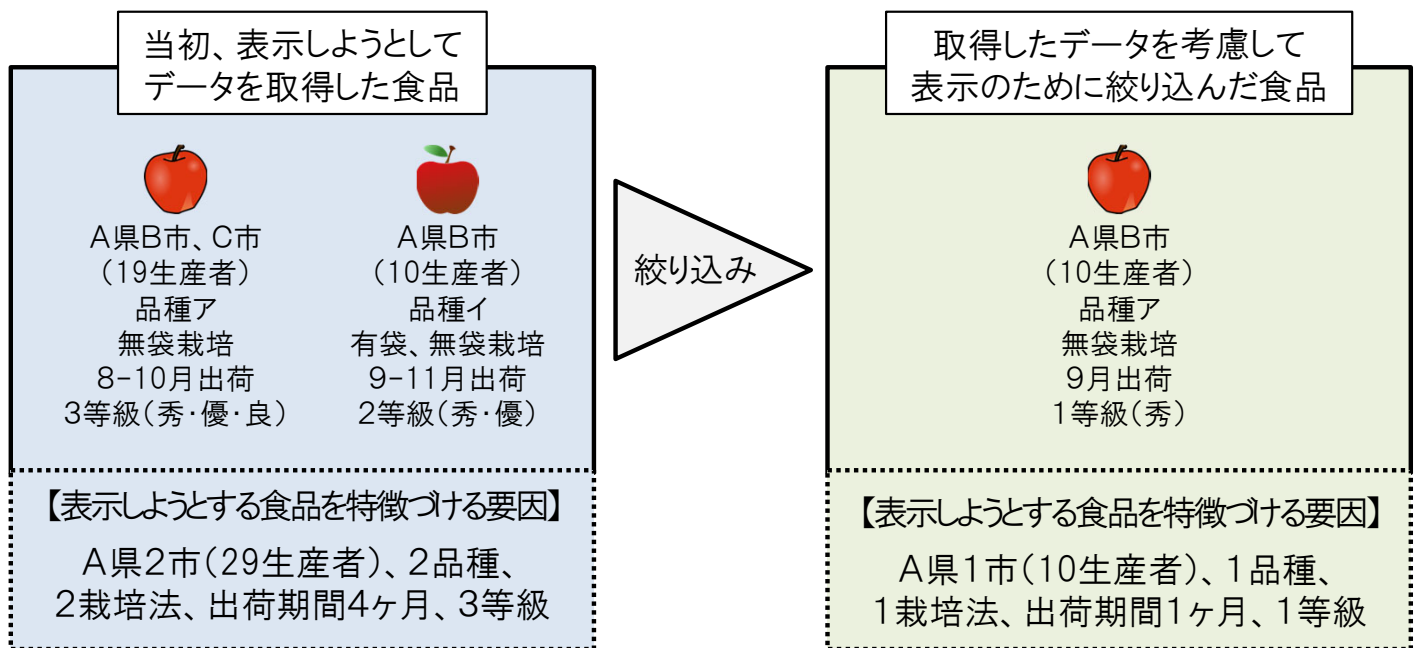 当初、表示しようとして
データを取得した食品
A県B市、C市
(19生産者)
品種ア
無袋栽培
8-10月出荷
3等級(秀・優・良)
A県B市
(10生産者)
品種イ
有袋、無袋栽培
9-11月出荷
2等級(秀・優)
【表示しようとする食品を特徴づける要因】
A県2市(29生産者)、2品種、
2栽培法、出荷期間4ヶ月、3等級
絞り込み
取得したデータを考慮して
表示のために絞り込んだ食品
A県B市
(10生産者)
品種ア
無袋栽培
9月出荷
1等級(秀)
【表示しようとする食品を特徴づける要因】
A県1市(10生産者)、1品種、
1栽培法、出荷期間1ヶ月、1等級